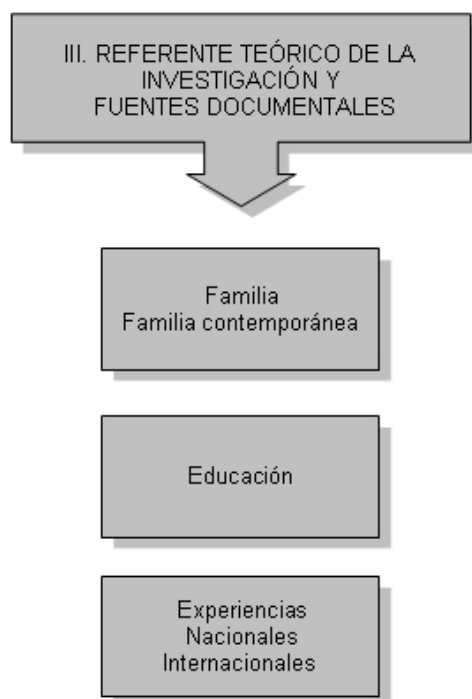 III. REFERENTE TEÓRICO DE LA
INVESTIGACIÓN Y
FUENTES DOCUMENTALES
Familia
Familia contemporánea
Educación
Experiencias
Nacionales
Internacionales